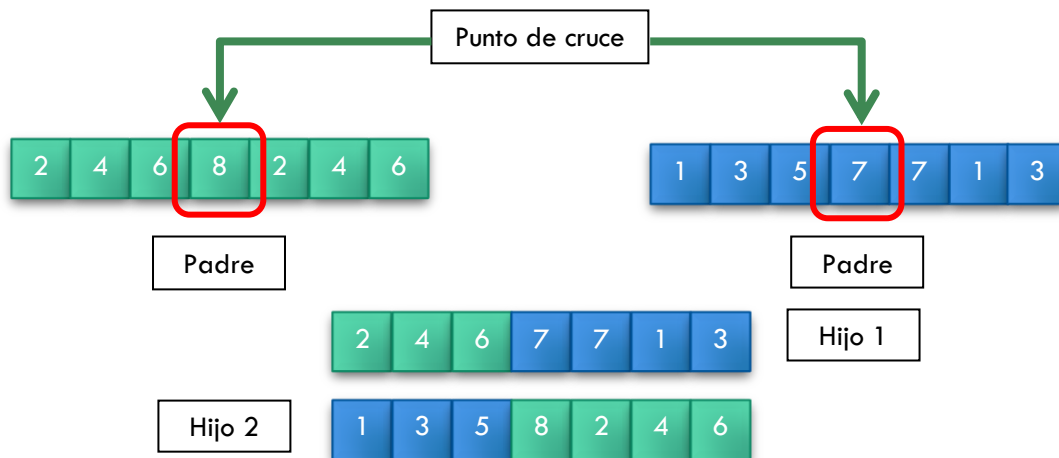 Punto de cruce
2 4 6 8 2 4 6
1 3 5 7 7 1 3
Padre
Padre
2 4 6 7 7 1 3
Hijo 1
Hijo 2
1 3 5 8 2 4 6